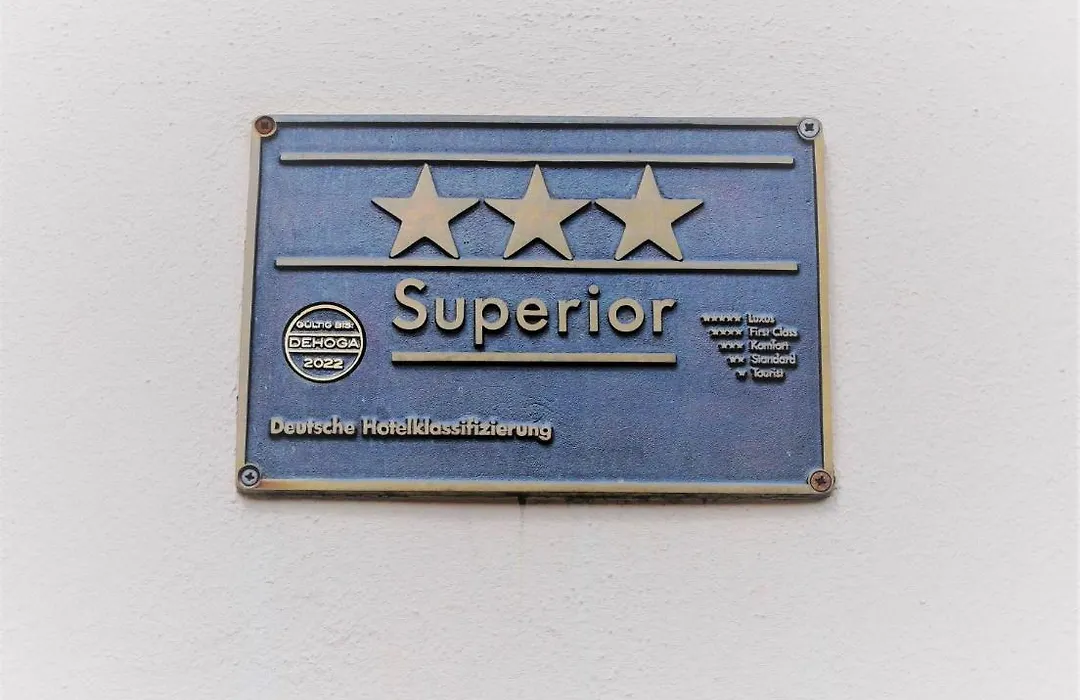 Superior
GÜLTIG BIS:
DEHOGA
2022
★★★★★ Luxus
★★★★ First Class
★★★ Komfort
★★ Standard
★ Tourist
Deutsche Hotelklassifizierung